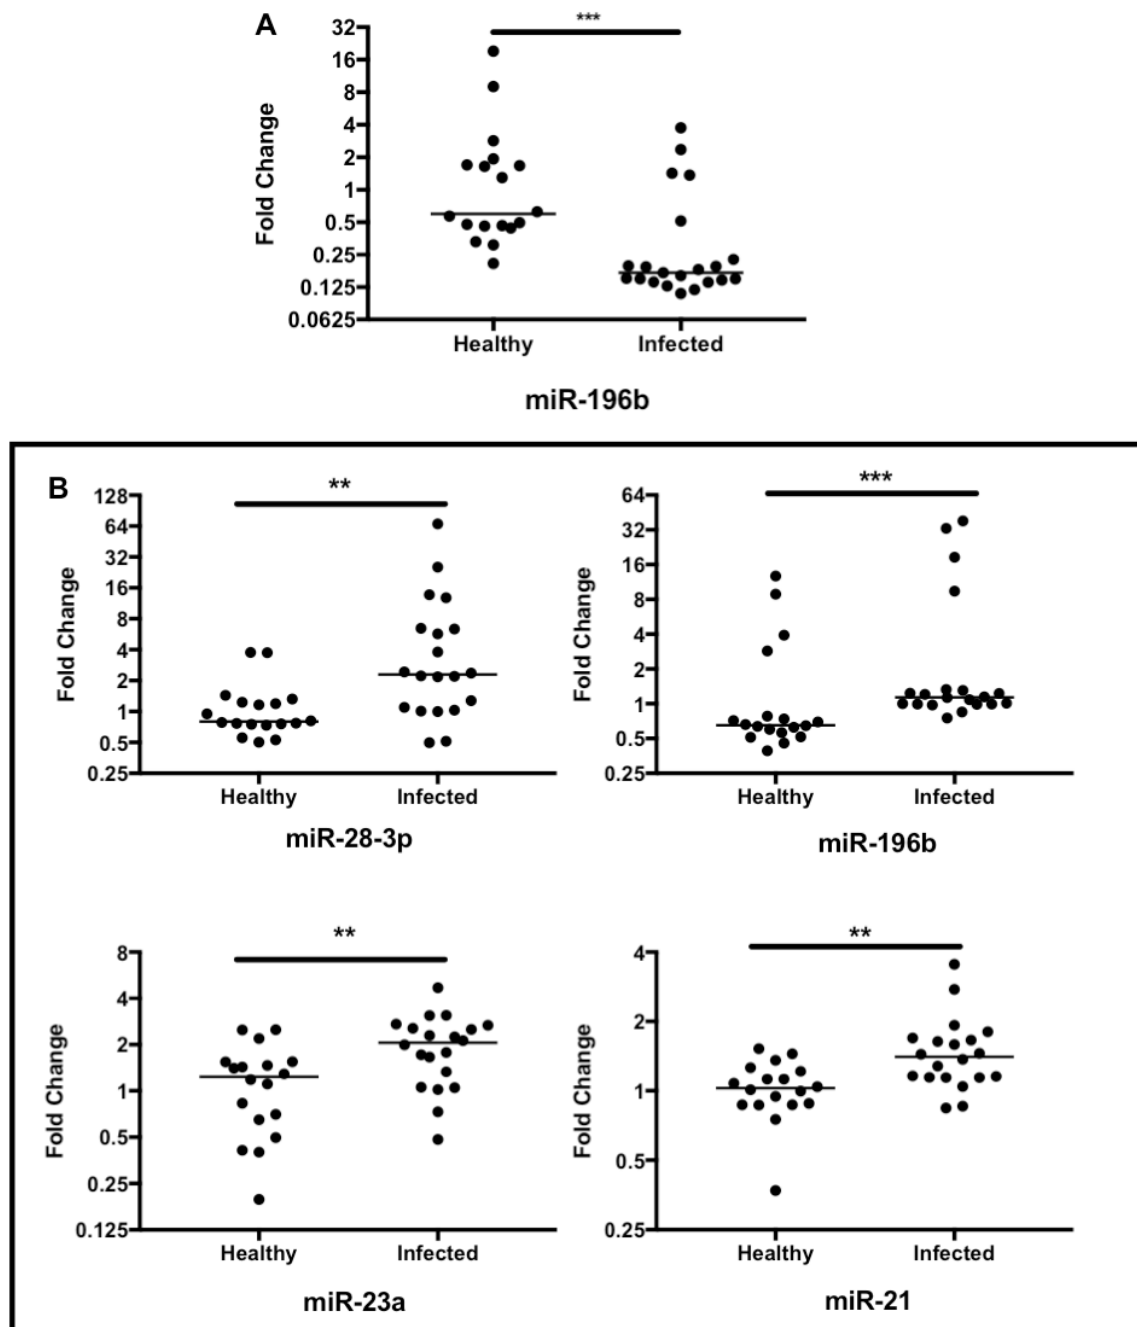 A
***
Fold Change
32
16
8
4
2
1
0.5
0.25
0.125
0.0625
Healthy Infected
miR-196b
B
**
Fold Change
128
64
32
16
8
4
2
1
0.5
0.25
Healthy Infected
miR-28-3p
***
Fold Change
64
32
16
8
4
2
1
0.5
0.25
Healthy Infected
miR-196b
**
Fold Change
8
4
2
1
0.5
0.25
0.125
Healthy Infected
miR-23a
**
Fold Change
4
2
1
0.5
0.25
Healthy Infected
miR-21